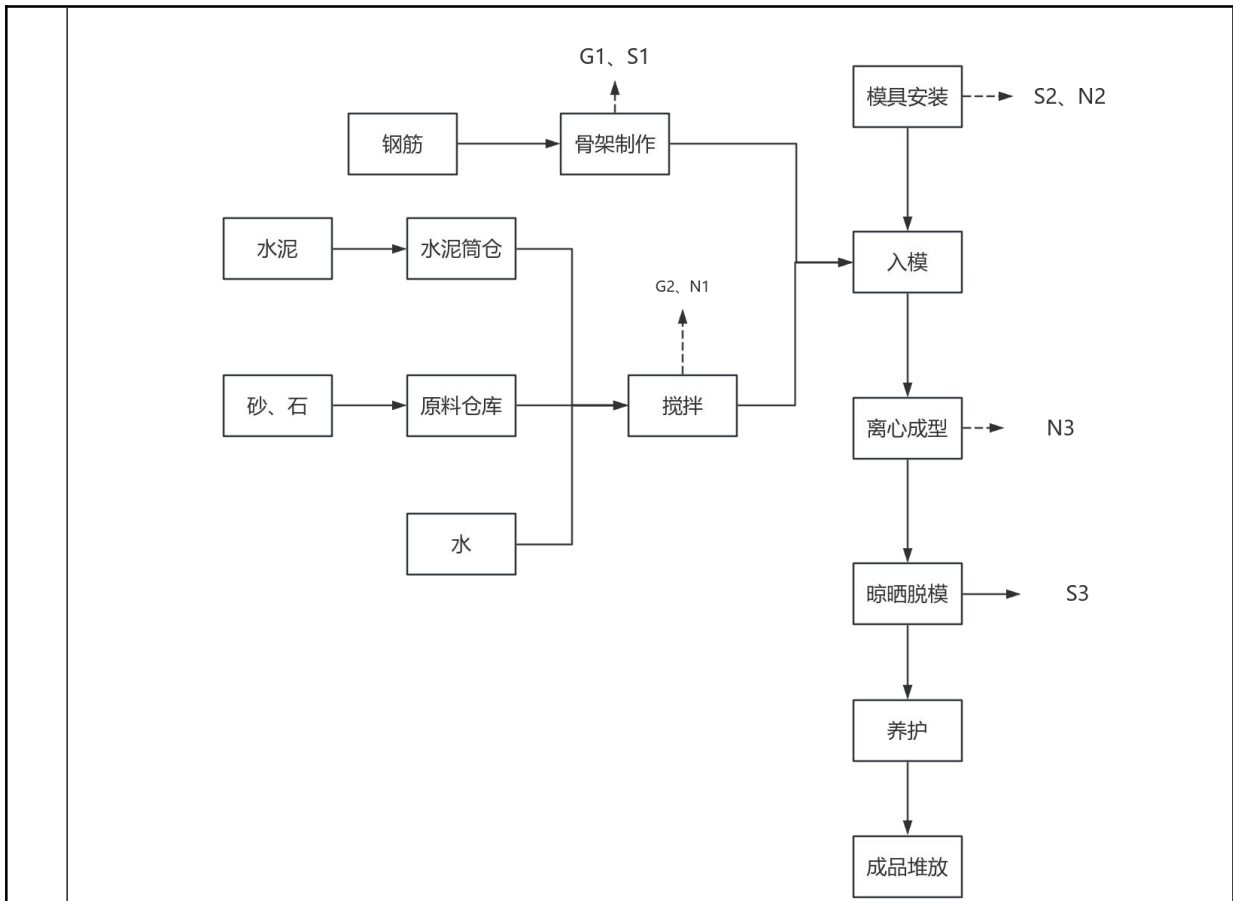 G1、S1
模具安装
S2、N2
钢筋
骨架制作
水泥
水泥筒仓
入模
G2、N1
砂、石
原料仓库
搅拌
离心成型
N3
水
晾晒脱模
S3
养护
成品堆放